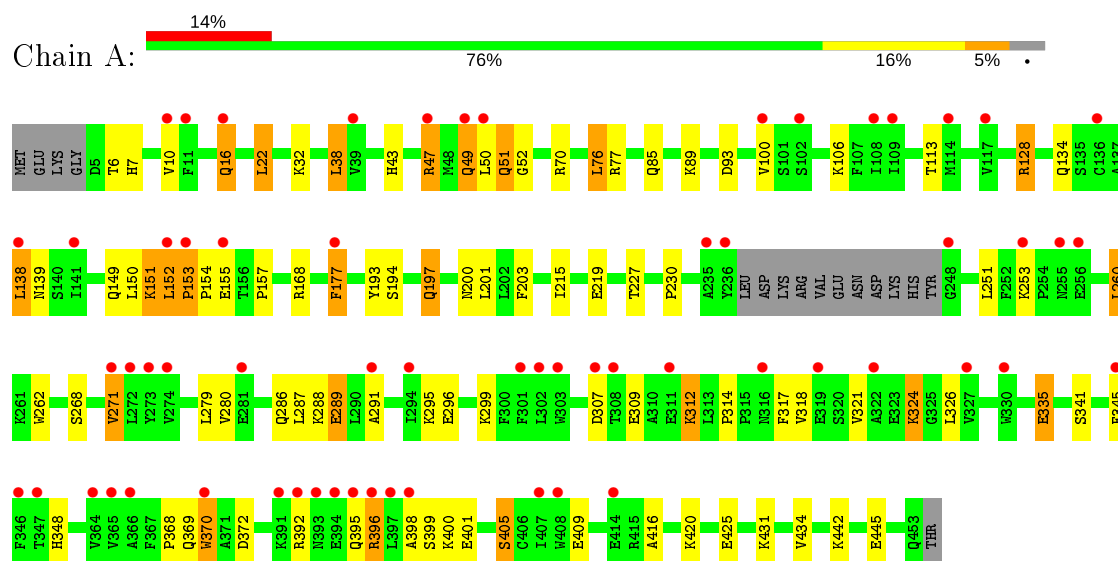 14%
Chain A:
76% 16% 5% •
MET GLU LYS GLY D5 T6 H7 V10 F11 Q16 L22 K32 L38 V39 H43 R47 M48 Q49 L50 Q51 G52 R70 L76 R77 Q85 K89 D93 V100 S101 S102 K106 F107 I108 I109 T113 M114 V117 R128 Q134 S135 C136 A137
L138 N139 S140 I141 Q149 L150 K151 L152 P153 P154 E155 T156 P157 R168 F177 Y193 S194 Q197 N200 L201 L202 F203 I215 E219 T227 P230 A235 Y236 LEU ASP LYS ARG VAL GLU ASN ASP LYS HIS TYR G248 L251 F252 K253 P254 N255 E256 L260
K261 W262 S268 V271 L272 Y273 V274 L279 V280 E281 Q286 L287 K288 E289 L290 A291 I294 K295 E296 K299 F300 F301 L302 W303 D307 T308 E309 A310 E311 K312 L313 P314 P315 N316 F317 V318 E319 S320 V321 A322 E323 K324 G325 L326 V327 W330 E335 S341 E345
F346 T347 H348 V364 V365 A366 F367 P368 Q369 W370 A371 D372 K391 R392 N393 E394 Q395 R396 L397 A398 S399 K400 E401 S405 C406 I407 W408 E409 E414 R415 A416 K420 E425 K431 V434 K442 E445 Q453 THR